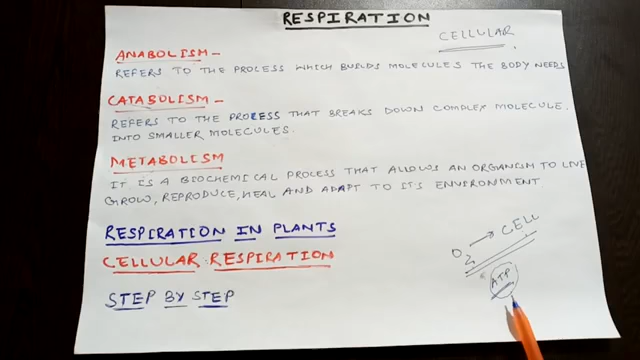 RESPIRATION
CELLULAR
ANABOLISM -
REFERS TO THE PROCESS WHICH BUILDS MOLECULES THE BODY NEEDS
CATABOLISM -
REFERS TO THE PROCESS THAT BREAKS DOWN COMPLEX MOLECULE.
INTO SMALLER MOLECULES.
METABOLISM
IT IS A BIOCHEMICAL PROCESS THAT ALLOWS AN ORGANISM TO LIVE
GROW, REPRODUCE, HEAL AND ADAPT TO ITS ENVIRONMENT
RESPIRATION IN PLANTS
CELLULAR RESPIRATION
O2 → CELL
ATP
STEP BY STEP